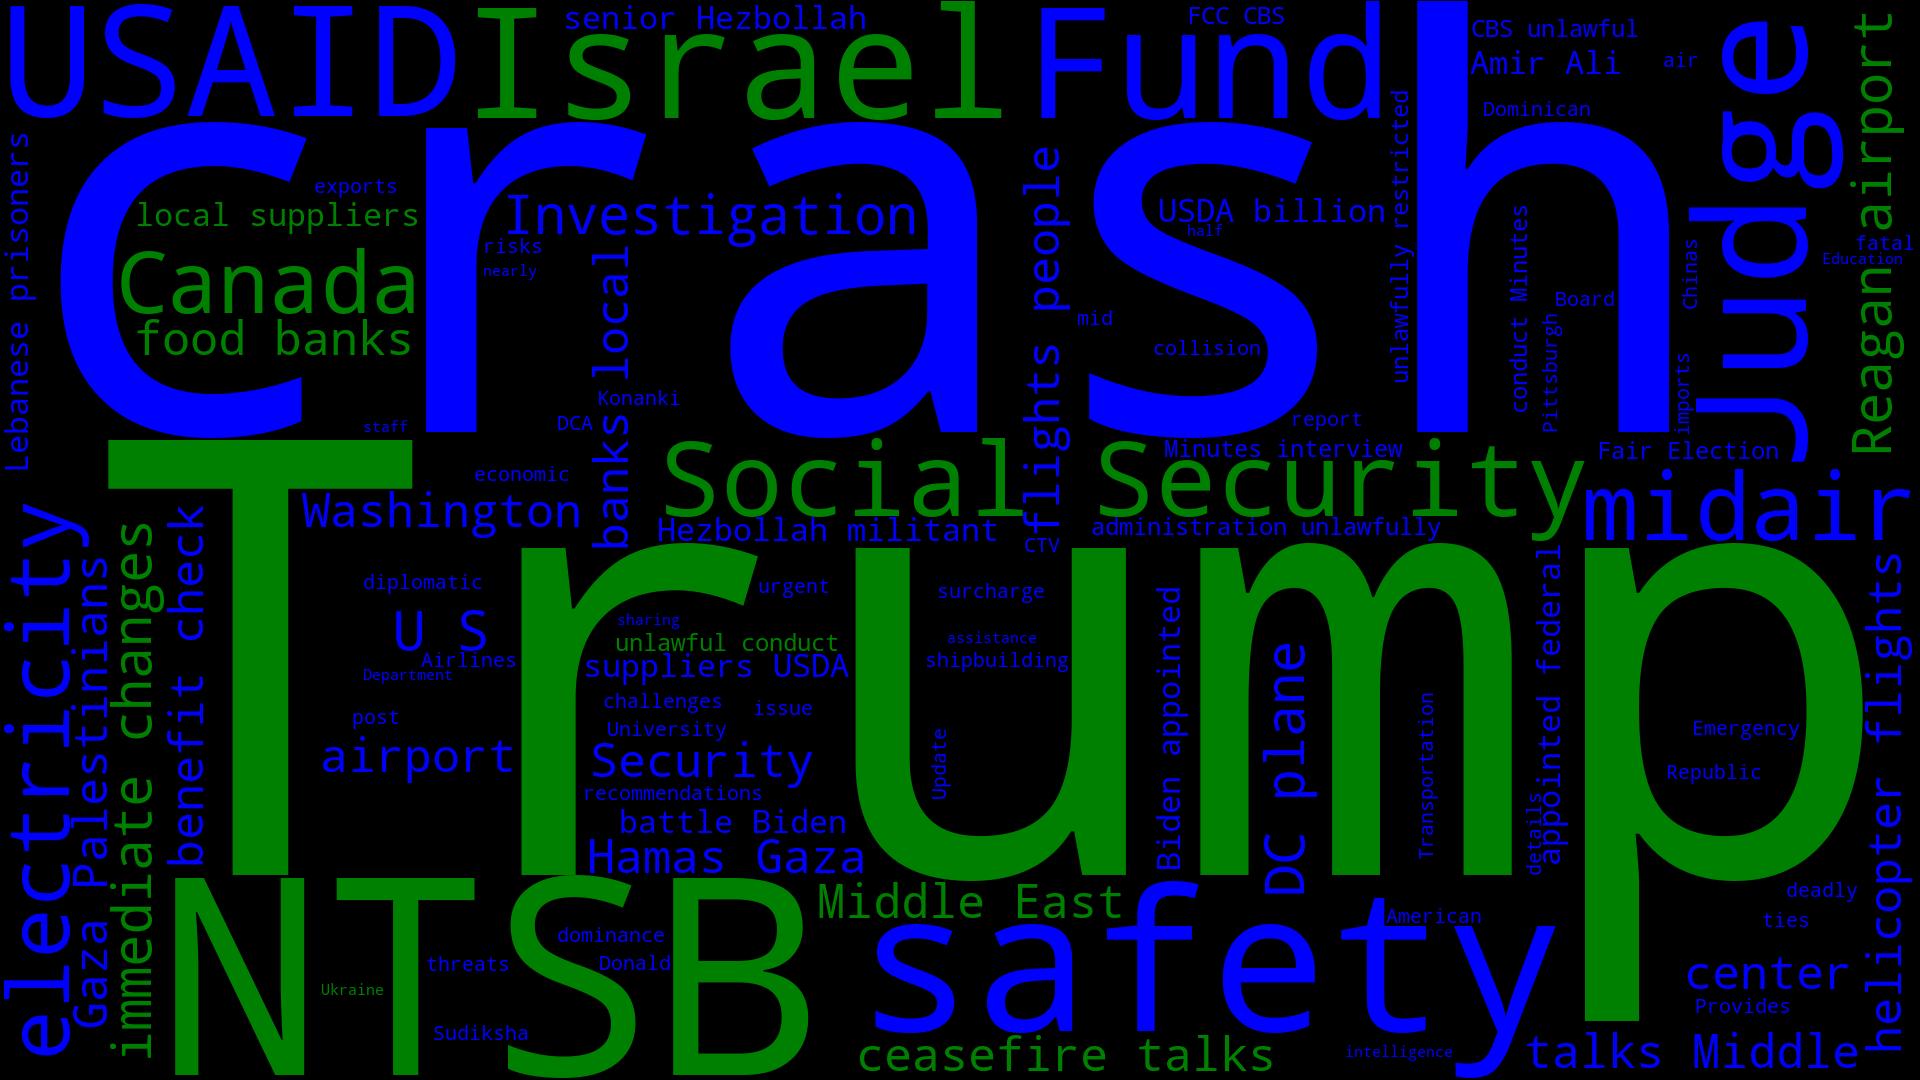 USAID
Israel
senior Hezbollah
Fund
FCC CBS
CBS unlawful
Amir Ali
air
Dominican
Judge
Reagan airport
crash
Lebanese prisoners
exports
local suppliers
Canada
food banks
Investigation
risks
nearly
banks local
Konanki
DCA
staff
flights people
mid
USDA billion
half
collision
report
unlawfully restricted
conduct Minutes
Pittsburgh
Board
Chinas
imports
fatal
Education
Minutes interview
Fair Election
economic
Washington
Social Security
midair
Hezbollah militant
CTV
administration unlawfully
electricity
Gaza Palestinians
immediate changes
benefit check
Trump
diplomatic
U S
Airlines
Department
post
airport
urgent
sharing
unlawful conduct
suppliers USDA
challenges
issue
University
Security
recommendations
battle Biden
Hamas Gaza
surcharge
assistance
shipbuilding
Update
Biden appointed
DC plane
Transportation
details
appointed federal
Emergency
Republic
helicopter flights
NTSB
threats
Ukraine
Sudiksha
dominance
Donald
Middle East
safety
American
deadly
ties
center
Provides
ceasefire talks
intelligence
talks Middle